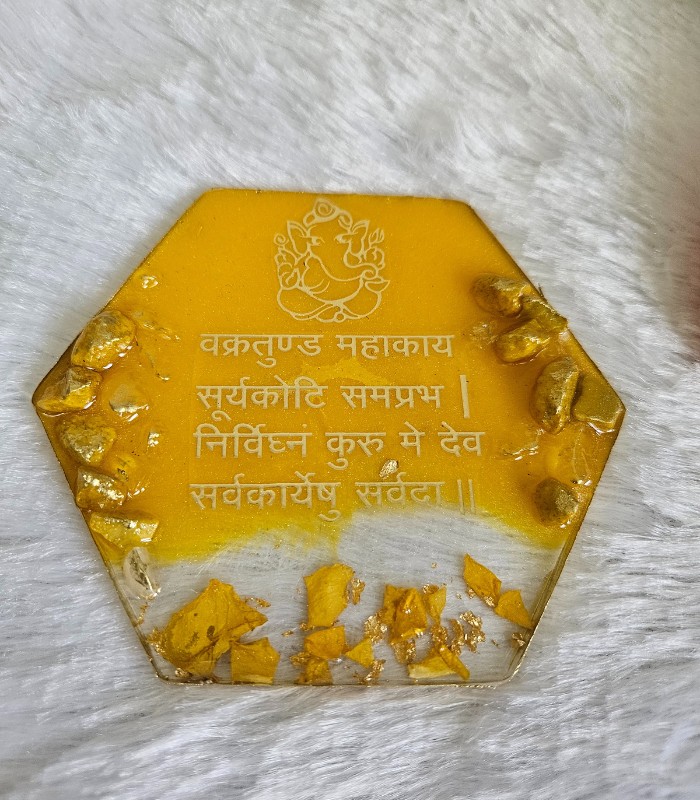 वक्रतुण्ड महाकाय
सूर्यकोटि समप्रभ |
निर्विघ्नं कुरु मे देव
सर्वकार्येषु सर्वदा ||